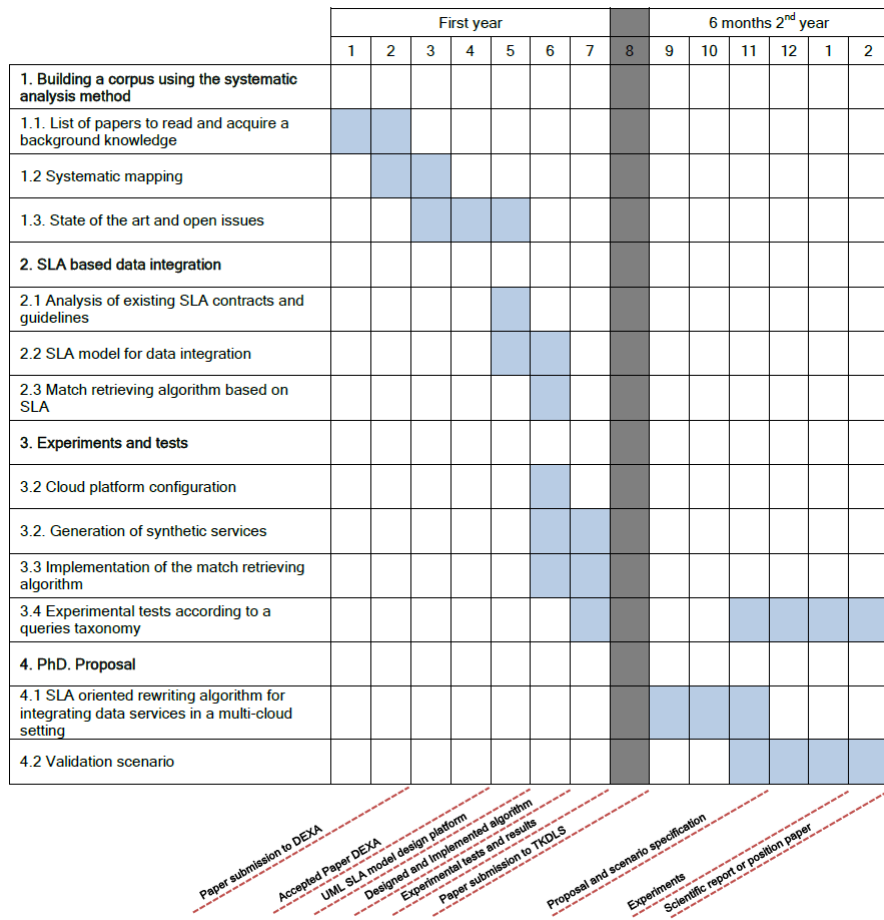 First year
6 months 2nd year
1 2 3 4 5 6 7 8 9 10 11 12 1 2
1. Building a corpus using the systematic
analysis method
1.1. List of papers to read and acquire a
background knowledge
1.2 Systematic mapping
1.3. State of the art and open issues
2. SLA based data integration
2.1 Analysis of existing SLA contracts and
guidelines
2.2 SLA model for data integration
2.3 Match retrieving algorithm based on
SLA
3. Experiments and tests
3.2 Cloud platform configuration
3.2. Generation of synthetic services
3.3 Implementation of the match retrieving
algorithm
3.4 Experimental tests according to a
queries taxonomy
4. PhD. Proposal
4.1 SLA oriented rewriting algorithm for
integrating data services in a multi-cloud
setting
4.2 Validation scenario
Paper submission to DEXA
Accepted Paper DEXA
UML SLA model design platform
Designed and Implemented algorithm
Experimental tests and results
Paper submission to TKDLS
Proposal and scenario specification
Experiments
Scientific report or position paper